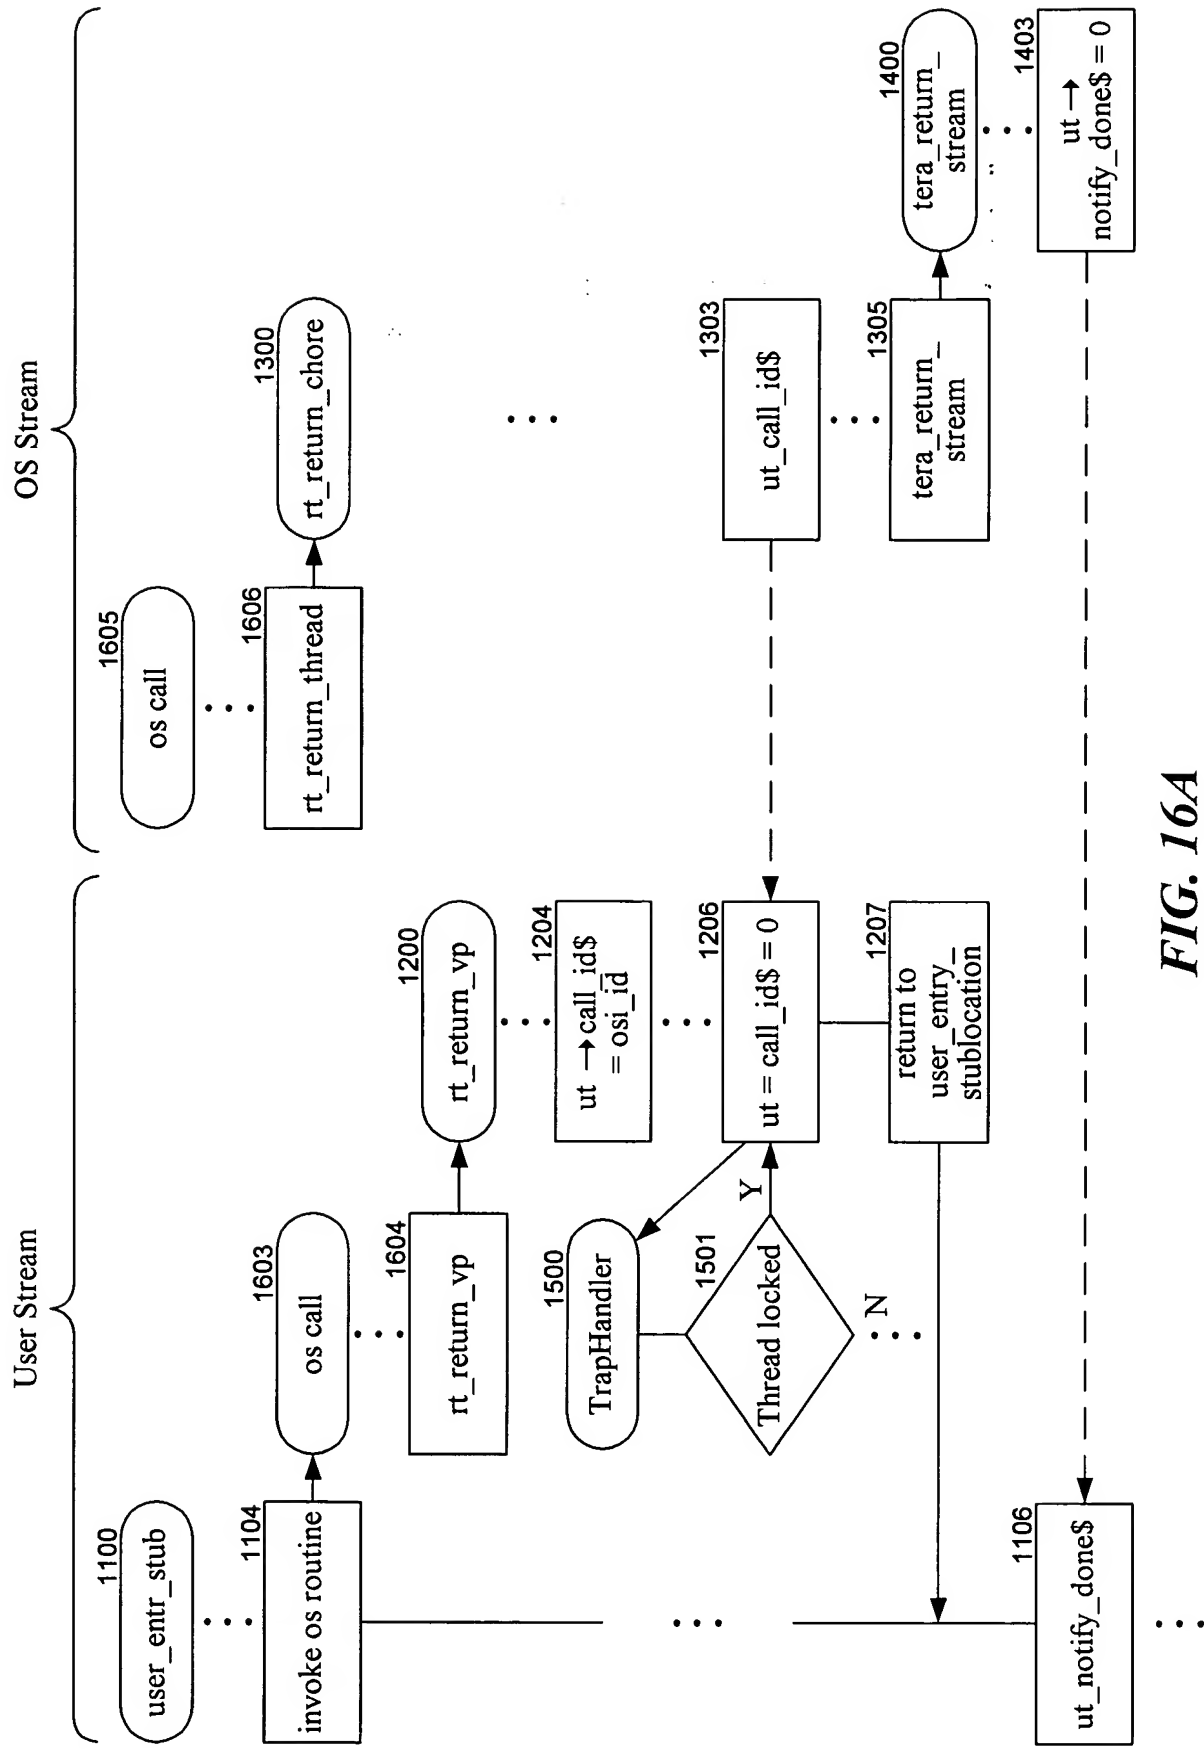 User Stream
OS Stream
1100
user_entr_stub
1104
invoke os routine
1603
os call
1604
rt_return_vp
1200
rt_return_vp
1204
ut →call_id$
= osi_id
1206
ut = call_id$ = 0
1207
return to
user_entry_
stublocation
1500
TrapHandler
1501
Thread locked
Y
N
1106
ut_notify_done$
1605
os call
1606
rt_return_thread
1300
rt_return_chore
1303
ut_call_id$
1305
tera_return_
stream
1400
tera_return_
stream
1403
ut →
notify_done$ = 0
FIG. 16A